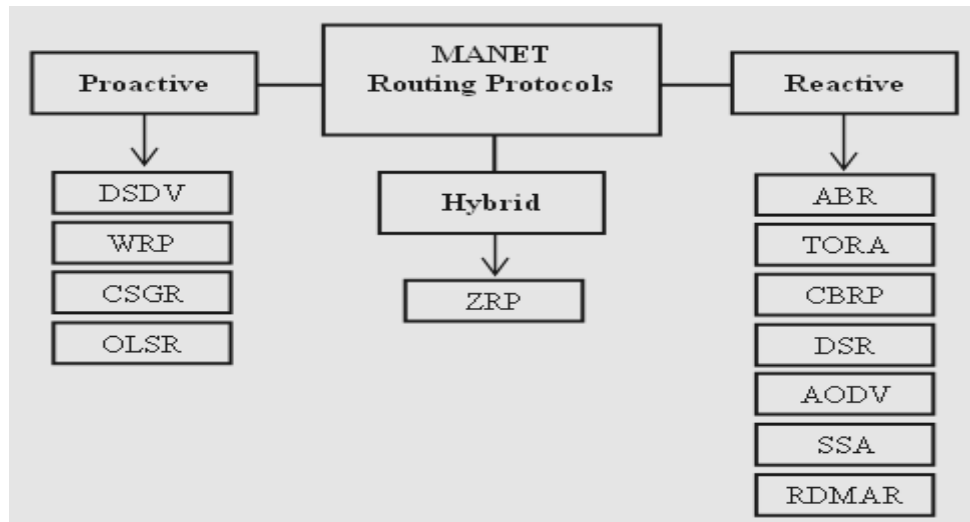 MANET
Routing Protocols
Proactive
Reactive
Hybrid
DSDV
WRP
CSGR
OLSR
ZRP
ABR
TORA
CBRP
DSR
AODV
SSA
RDMAR